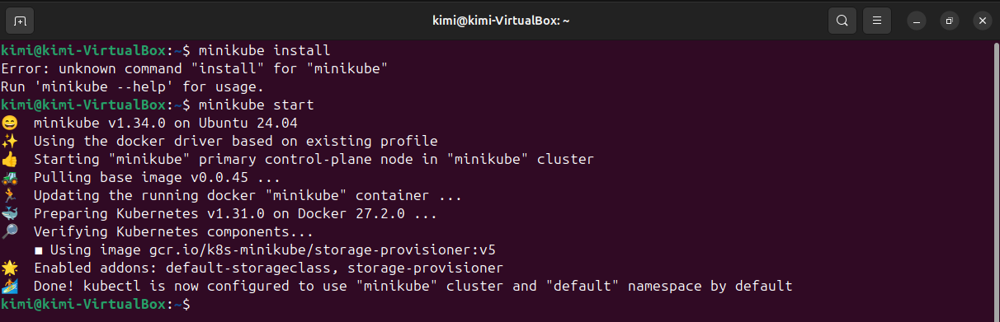 kimi@kimi-VirtualBox: ~
kimi@kimi-VirtualBox:~$ minikube install
Error: unknown command "install" for "minikube"
Run 'minikube --help' for usage.
kimi@kimi-VirtualBox:~$ minikube start
😄  minikube v1.34.0 on Ubuntu 24.04
✨  Using the docker driver based on existing profile
👍  Starting "minikube" primary control-plane node in "minikube" cluster
🚜  Pulling base image v0.0.45 ...
🏃  Updating the running docker "minikube" container ...
🐳  Preparing Kubernetes v1.31.0 on Docker 27.2.0 ...
🔎  Verifying Kubernetes components...
    ▪ Using image gcr.io/k8s-minikube/storage-provisioner:v5
🌟  Enabled addons: default-storageclass, storage-provisioner
🏄  Done! kubectl is now configured to use "minikube" cluster and "default" namespace by default
kimi@kimi-VirtualBox:~$